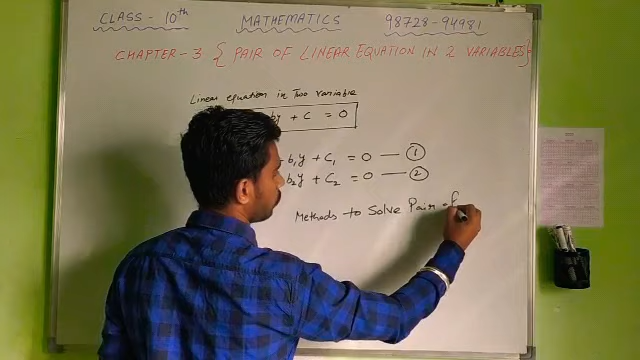 CLASS - 10th MATHEMATICS 98728-94981
CHAPTER-3 { PAIR OF LINEAR EQUATION IN 2 VARIABLES}
Linear equation in Two variable
by + C = 0
b₁y + C₁ = 0 — ①
b₂y + C₂ = 0 — ②
Methods to Solve Pair of